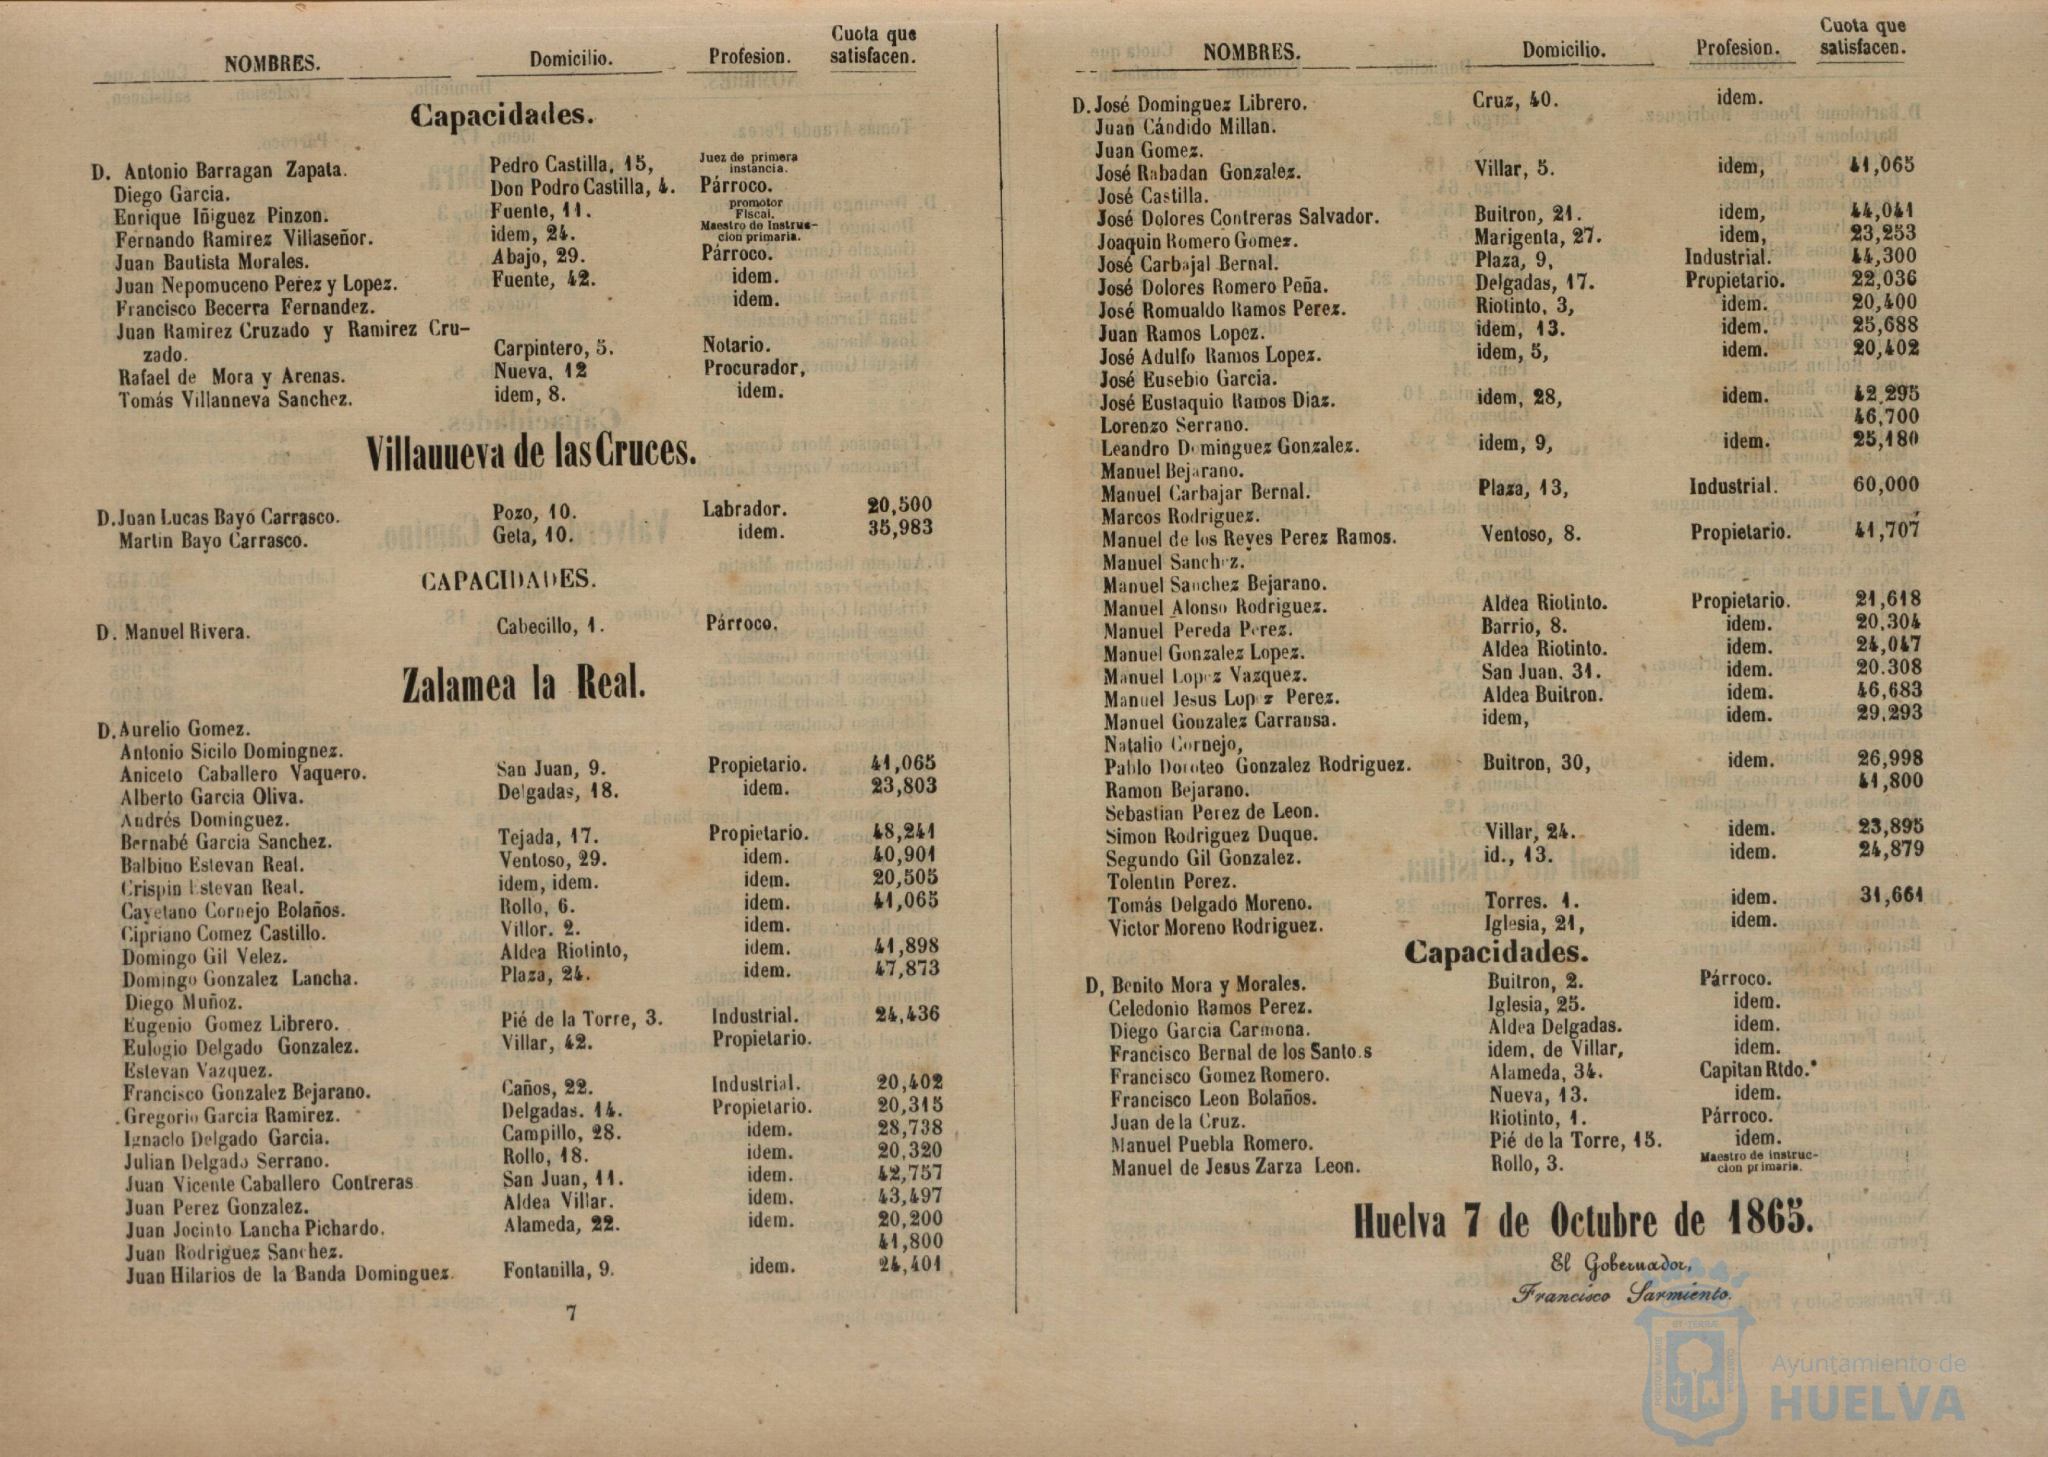 NOMBRES. Domicilio. Profesion. Cuota que satisfacen.
Capacidades.
D. Antonio Barragan Zapata. Pedro Castilla, 15, Juez de primera instancia.
Diego Garcia. Don Podro Castilla, 4. Párroco.
Enrique Iñiguez Pinzon. Fuente, 11. promotor Fiscal.
Fernando Ramirez Villaseñor. idem, 24. Maestro de Instruccion primaria.
Juan Bautista Morales. Abajo, 29. Párroco.
Juan Nepomuceno Perez y Lopez. Fuente, 42. idem.
Francisco Becerra Fernandez. idem.
Juan Ramirez Cruzado y Ramirez Cru-
zado. Carpintero, 5. Notario.
Rafael de Mora y Arenas. Nueva, 12 Procurador,
Tomás Villanneva Sanchez. idem, 8. idem.
Villauueva de las Cruces.
D. Juan Lucas Bayo Carrasco. Pozo, 10. Labrador. 20,500
Martin Bayo Carrasco. Geta, 10. idem. 35,983
CAPACIDADES.
D. Manuel Rivera. Cabecillo, 1. Párroco.
Zalamea la Real.
D. Aurelio Gomez.
Antonio Sicilo Domingnez.
Aniceto Caballero Vaquero. San Juan, 9. Propietario. 41,065
Alberto Garcia Oliva. Delgadas, 18. idem. 23,803
Andrés Dominguez.
Bernabé Garcia Sanchez. Tejada, 17. Propietario. 48,241
Balbino Estevan Real. Ventoso, 29. idem. 40,901
Crispin Estevan Real. idem, idem. idem. 20,505
Cayetano Cornejo Bolaños. Rollo, 6. idem. 41,065
Cipriano Comez Castillo. Villor. 2. idem.
Domingo Gil Velez. Aldea Riotinto, idem. 41,898
Domingo Gonzalez Lancha. Plaza, 24. idem. 47,873
Diego Muñoz.
Eugenio Gomez Librero. Pié de la Torre, 3. Industrial. 24,436
Eulogio Delgado Gonzalez. Villar, 42. Propietario.
Estevan Vazquez.
Francisco Gonzalez Bejarano. Caños, 22. Industrial. 20,402
Gregorio Garcia Ramirez. Delgadas. 14. Propietario. 20,315
Ignacio Delgado Garcia. Campillo, 28. idem. 28,738
Julian Delgado Serrano. Rollo, 18. idem. 20,320
Juan Vicente Caballero Contreras San Juan, 11. idem. 42,757
Juan Perez Gonzalez. Aldea Villar. idem. 43,497
Juan Jocinto Lancha Pichardo. Alameda, 22. idem. 20,200
Juan Rodriguez Sanchez. 41,800
Juan Hilarios de la Banda Dominguez. Fontanilla, 9. idem. 24,401
7
NOMBRES. Domicilio. Profesion. Cuota que satisfacen.
D. José Dominguez Librero. Cruz, 40. idem.
Juan Cándido Millan.
Juan Gomez.
José Rabadan Gonzalez. Villar, 5. idem, 41,065
José Castilla.
José Dolores Contreras Salvador. Buitron, 21. idem, 44,041
Joaquin Romero Gomez. Marigenta, 27. idem, 23,253
José Carbajal Bernal. Plaza, 9, Industrial. 44,300
José Dolores Romero Peña. Delgadas, 17. Propietario. 22,036
José Romualdo Ramos Perez. Riotinto, 3, idem. 20,400
Juan Ramos Lopez. idem, 13. idem. 25,688
José Adulfo Ramos Lopez. idem, 5, idem. 20,402
José Eusebio Garcia.
José Eustaquio Ramos Diaz. idem, 28, idem. 42,295
Lorenzo Serrano. 46,700
Leandro Dominguez Gonzalez. idem, 9, idem. 25,180
Manuel Bejarano.
Manuel Carbajar Bernal. Plaza, 13, Industrial. 60,000
Marcos Rodriguez.
Manuel de los Reyes Perez Ramos. Ventoso, 8. Propietario. 41,707
Manuel Sanchez.
Manuel Sanchez Bejarano.
Manuel Alonso Rodriguez. Aldea Riotinto. Propietario. 21,618
Manuel Pereda Perez. Barrio, 8. idem. 20,304
Manuel Gonzalez Lopez. Aldea Riotinto. idem. 24,047
Manuel Lopez Vazquez. San Juan, 31. idem. 20.308
Manuel Jesus Lopez Perez. Aldea Buitron. idem. 46,683
Manuel Gonzalez Carransa. idem, idem. 29.293
Natalio Cornejo,
Pablo Doroteo Gonzalez Rodriguez. Buitron, 30, idem. 26,998
Ramon Bejarano. 41,800
Sebastian Perez de Leon.
Simon Rodriguez Duque. Villar, 24. idem. 23,895
Segundo Gil Gonzalez. id., 13. idem. 24,879
Tolentin Perez.
Tomás Delgado Moreno. Torres. 1. idem. 31,661
Victor Moreno Rodriguez. Iglesia, 21, idem.
Capacidades.
D, Benito Mora y Morales. Buitron, 2. Párroco.
Celedonio Ramos Perez. Iglesia, 25. idem.
Diego Garcia Carmona. Aldea Delgadas. idem.
Francisco Bernal de los Santo.s idem. de Villar, idem.
Francisco Gomez Romero. Alameda, 34. Capitan Rtdo.
Francisco Leon Bolaños. Nueva, 13. idem.
Juan de la Cruz. Riotinto, 1. Párroco.
Manuel Puebla Romero. Pié de la Torre, 15. idem.
Manuel de Jesus Zarza Leon. Rollo, 3. Maestro de instruccion primaria.
Huelva 7 de Octubre de 1865.
El Gobernador,
Francisco Sarmiento.
Ayuntamiento de
HUELVA